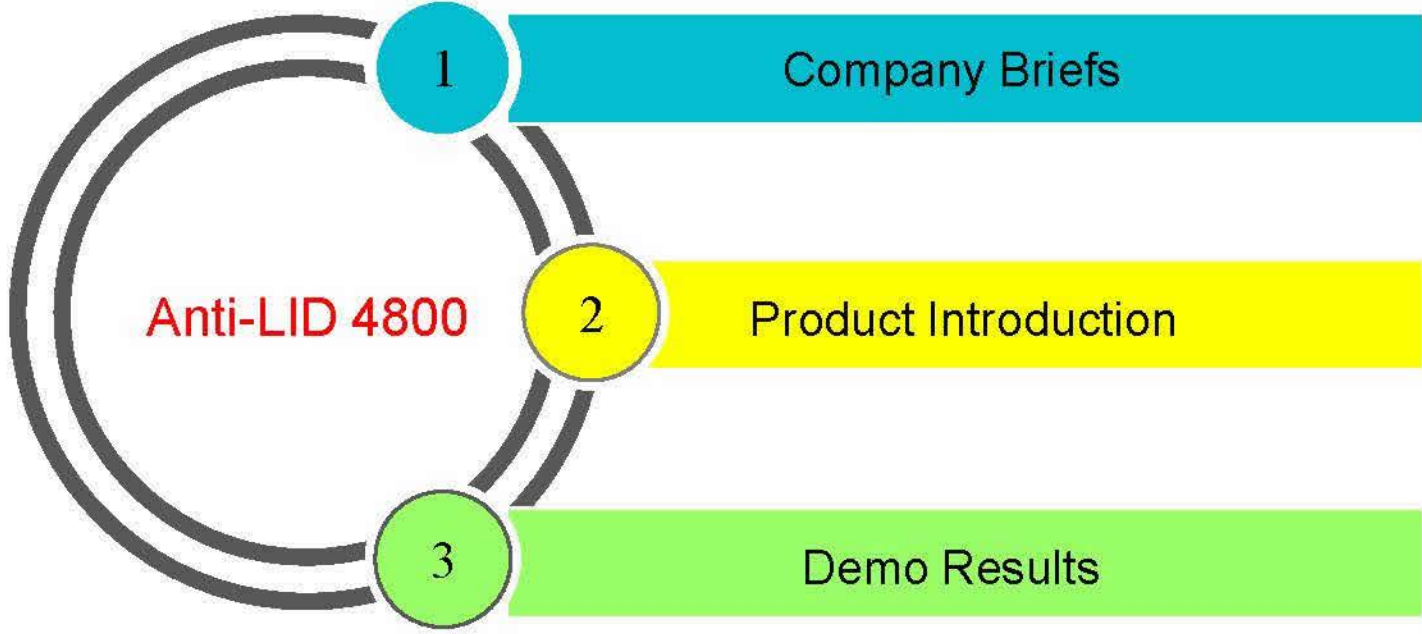 1
Company Briefs
Anti-LID 4800
2
Product Introduction
3
Demo Results